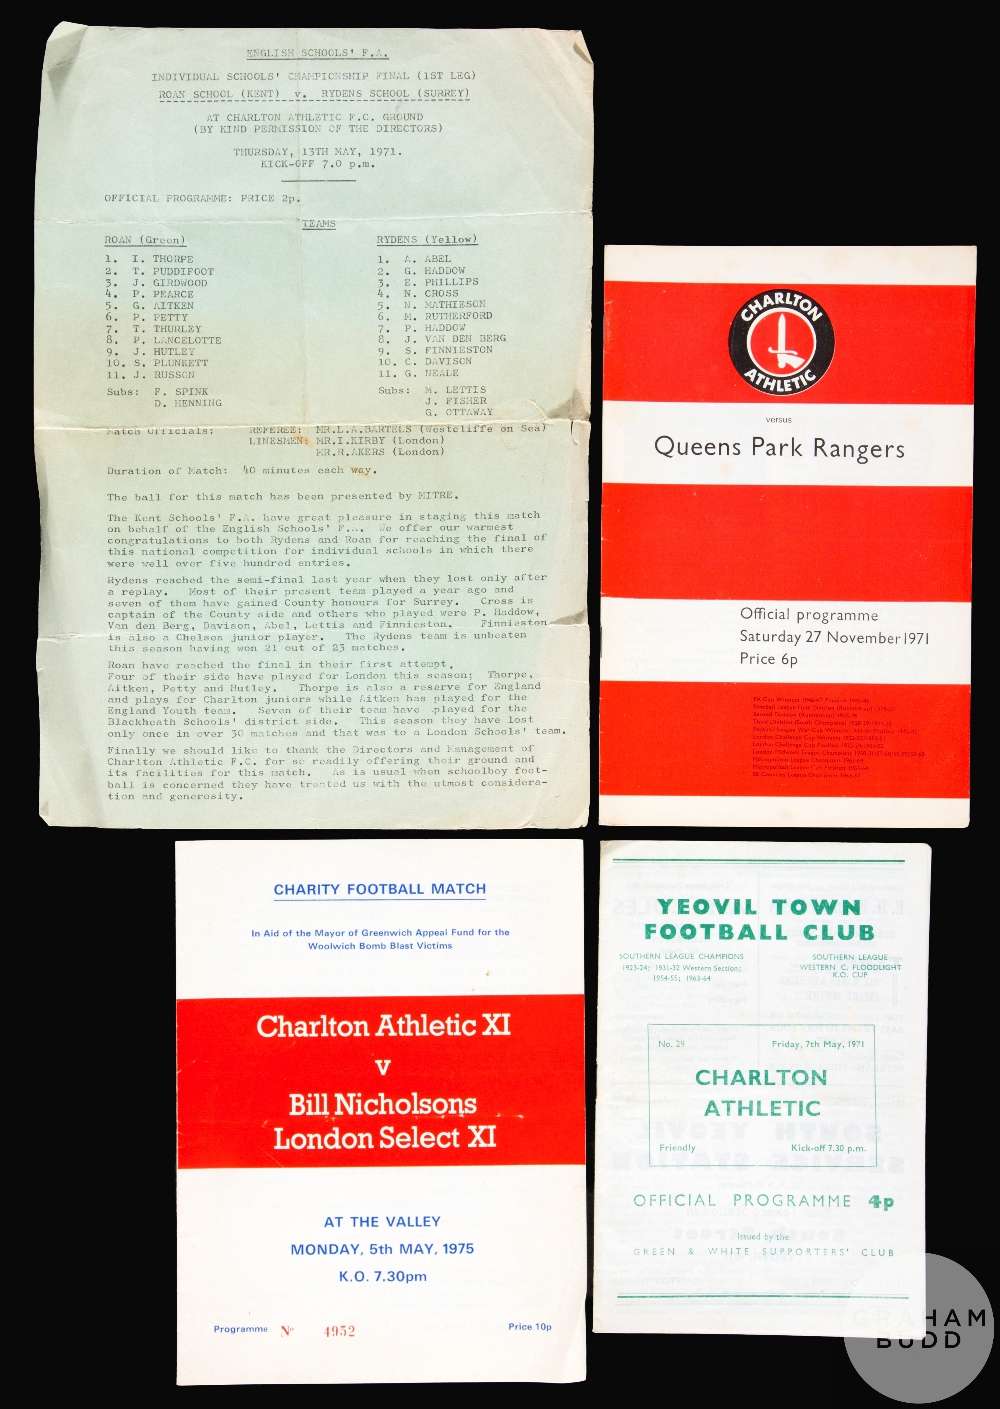 ENGLISH SCHOOLS' F.A.
INDIVIDUAL SCHOOLS' CHAMPIONSHIP FINAL (1ST LEG)
ROAN SCHOOL (KENT) v. RYDENS SCHOOL (SURREY)
AT CHARLTON ATHLETIC F.C. GROUND
(BY KIND PERMISSION OF THE DIRECTORS)
THURSDAY, 13TH MAY, 1971.
KICK-OFF 7.0 p.m.
OFFICIAL PROGRAMME: PRICE 2p.
TEAMS
ROAN (Green)
1. I. THORPE
2. T. PUDDIFOOT
3. J. GIRDWOOD
4. P. PEARCE
5. G. AITKEN
6. P. PETTY
7. T. THURLEY
8. P. LANCELOTTE
9. J. HUTLEY
10. S. PLUNKETT
11. J. RUSSON
Subs: F. SPINK
D. HENNING
RYDENS (Yellow)
1. A. ABEL
2. G. HADDOW
3. E. PHILLIPS
4. N. CROSS
5. N. MATHIESON
6. M. RUTHERFORD
7. P. HADDOW
8. J. VAN DEN BERG
9. S. FINNIESTON
10. C. DAVISON
11. G. NEALE
Subs: M. LETTIS
J. FISHER
G. OTTAWAY
Match Officials: REFEREE: MR.L.A.BARTELS (Westcliffe on Sea)
LINESMEN: MR.I.KIRBY (London)
MR.R.AKERS (London)
Duration of Match: 40 minutes each way.
The ball for this match has been presented by MITRE.
The Kent Schools' F.A. have great pleasure in staging this match
on behalf of the English Schools' F.A. We offer our warmest
congratulations to both Rydens and Roan for reaching the final of
this national competition for individual schools in which there
were well over five hundred entries.
Rydens reached the semi-final last year when they lost only after
a replay. Most of their present team played a year ago and
seven of them have gained County honours for Surrey. Cross is
captain of the County side and others who played were P. Haddow,
Van den Berg, Davison, Abel, Lettis and Finnieston. Finnieston
is also a Chelsea junior player. The Rydens team is unbeaten
this season having won 21 out of 23 matches.
Roan have reached the final in their first attempt.
Four of their side have played for London this season; Thorpe,
Aitken, Petty and Hutley. Thorpe is also a reserve for England
and plays for Charlton juniors while Aitken has played for the
England Youth team. Seven of their team have played for the
Blackheath Schools' district side. This season they have lost
only once in over 30 matches and that was to a London Schools' team.
Finally we should like to thank the Directors and Management of
Charlton Athletic F.C. for so readily offering their ground and
its facilities for this match. As is usual when schoolboy foot-
ball is concerned they have treated us with the utmost considera-
tion and generosity.
CHARLTON
ATHLETIC
versus
Queens Park Rangers
Official programme
Saturday 27 November 1971
Price 6p
CHARITY FOOTBALL MATCH
In Aid of the Mayor of Greenwich Appeal Fund for the
Woolwich Bomb Blast Victims
Charlton Athletic XI
v
Bill Nicholsons
London Select XI
AT THE VALLEY
MONDAY, 5th MAY, 1975
K.O. 7.30pm
Programme No 4952
Price 10p
YEOVIL TOWN
FOOTBALL CLUB
SOUTHERN LEAGUE CHAMPIONS
1923-24; 1931-32 Western Section;
1954-55; 1963-64
SOUTHERN LEAGUE
WESTERN C. FLOODLIGHT
K.O. CUP
No. 29 Friday, 7th May, 1971
CHARLTON
ATHLETIC
Friendly Kick-off 7.30 p.m.
OFFICIAL PROGRAMME 4p
Issued by the
GREEN & WHITE SUPPORTERS' CLUB
GRAHAM
BUDD